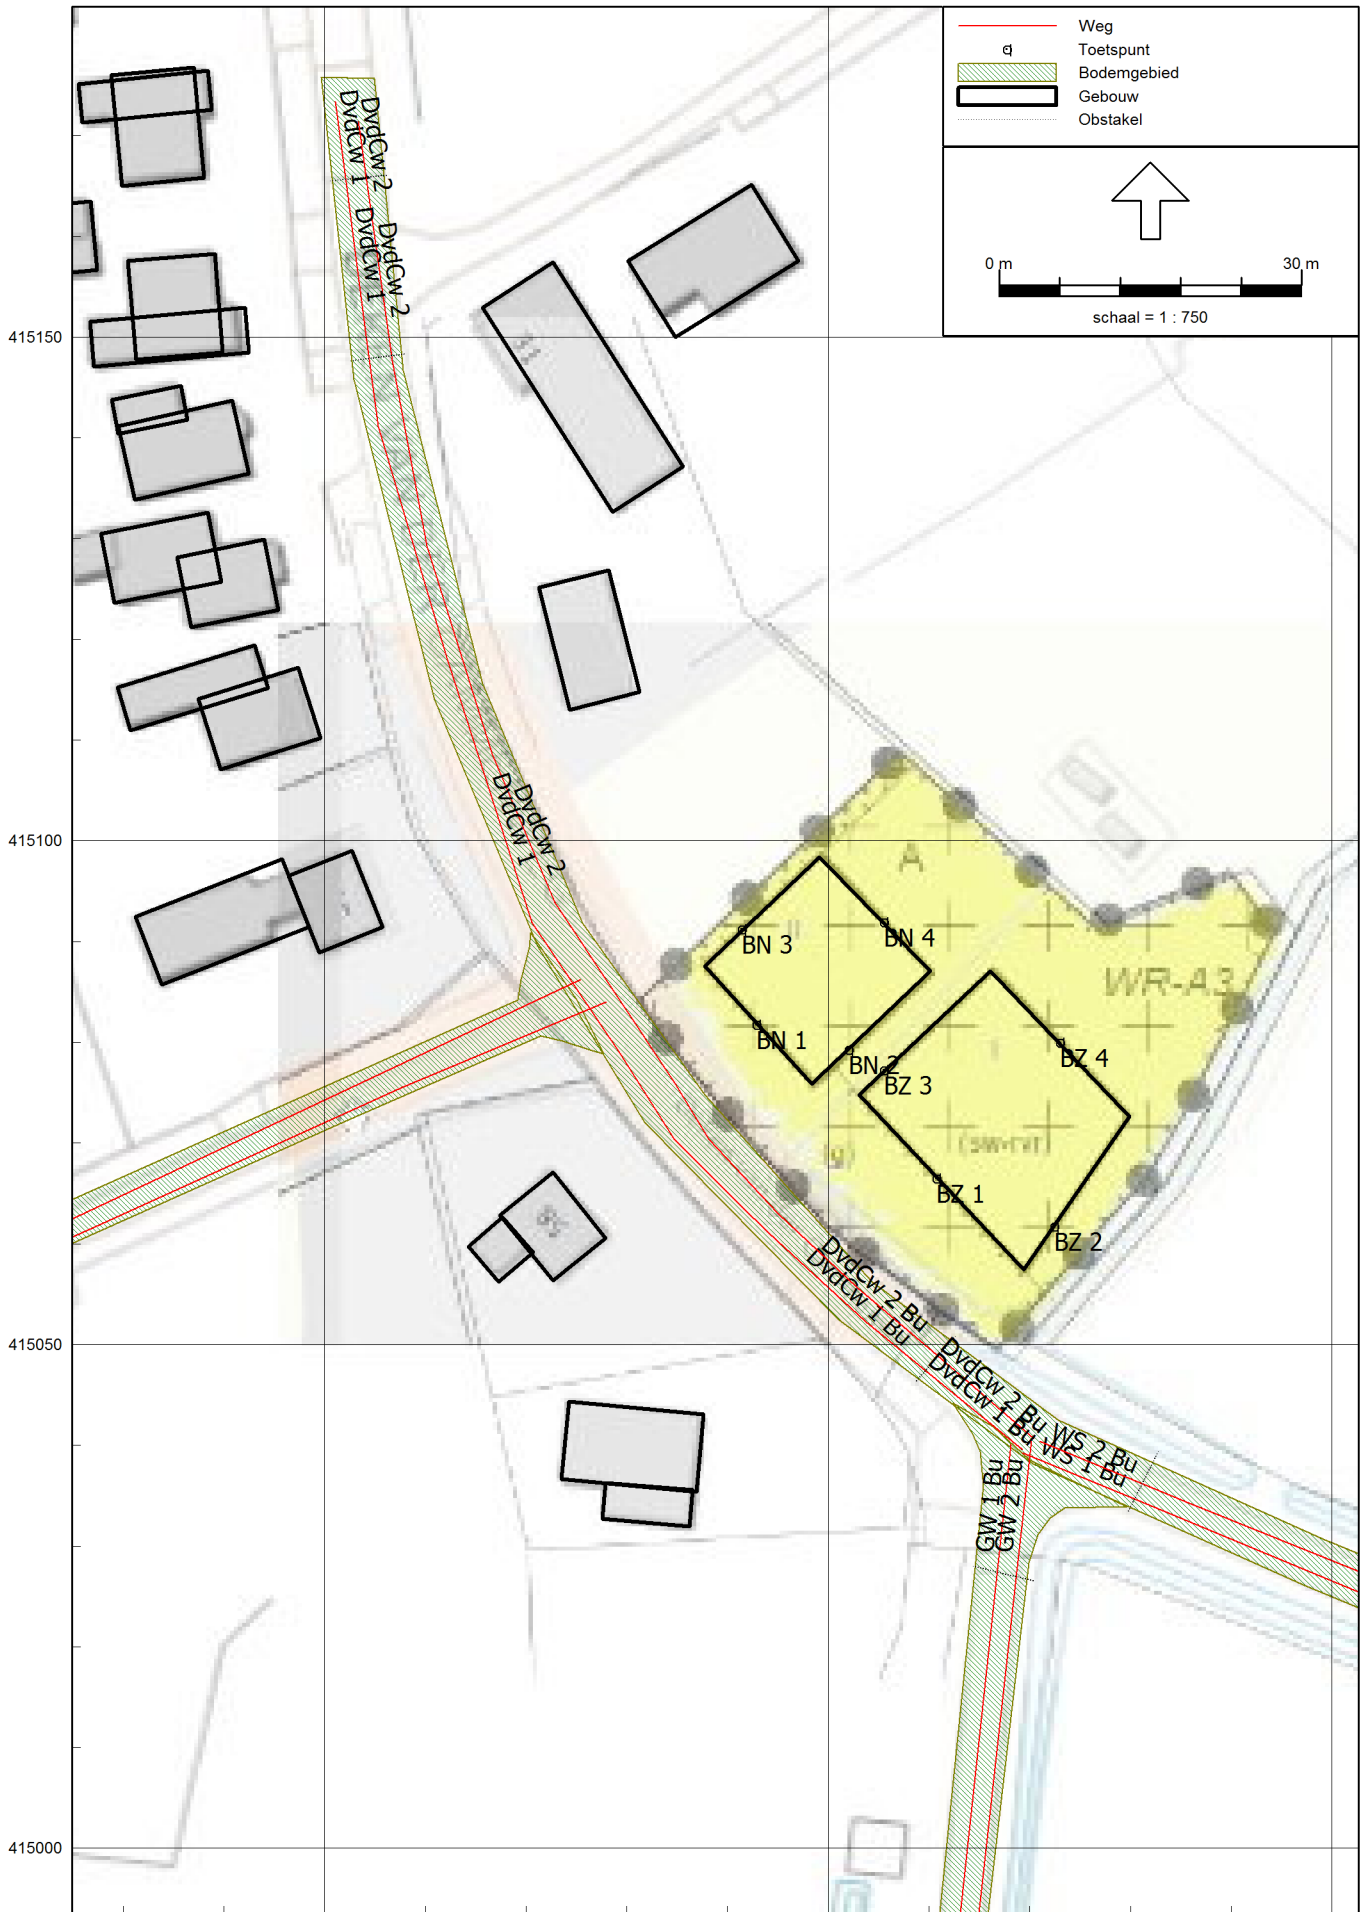 Weg
Toetspunt
Bodemgebied
Gebouw
Obstakel
0 m
30 m
schaal = 1 : 750
415150
415100
415050
415000
DvdCw 1
DvdCw 2
DvdCw 1
DvdCw 2
31
DvdCw 1
DvdCw 2
A
WR-A3
BN 3
BN 4
BN 1
BN 2
BZ 3
BZ 4
(g)
(sw-rvr)
BZ 1
BZ 2
DvdCw 2 Bu
DvdCw 1 Bu
DvdCw 2 Bu
DvdCw 1 Bu
WS 2 Bu
WS 1 Bu
GW 1 Bu
GW 2 Bu